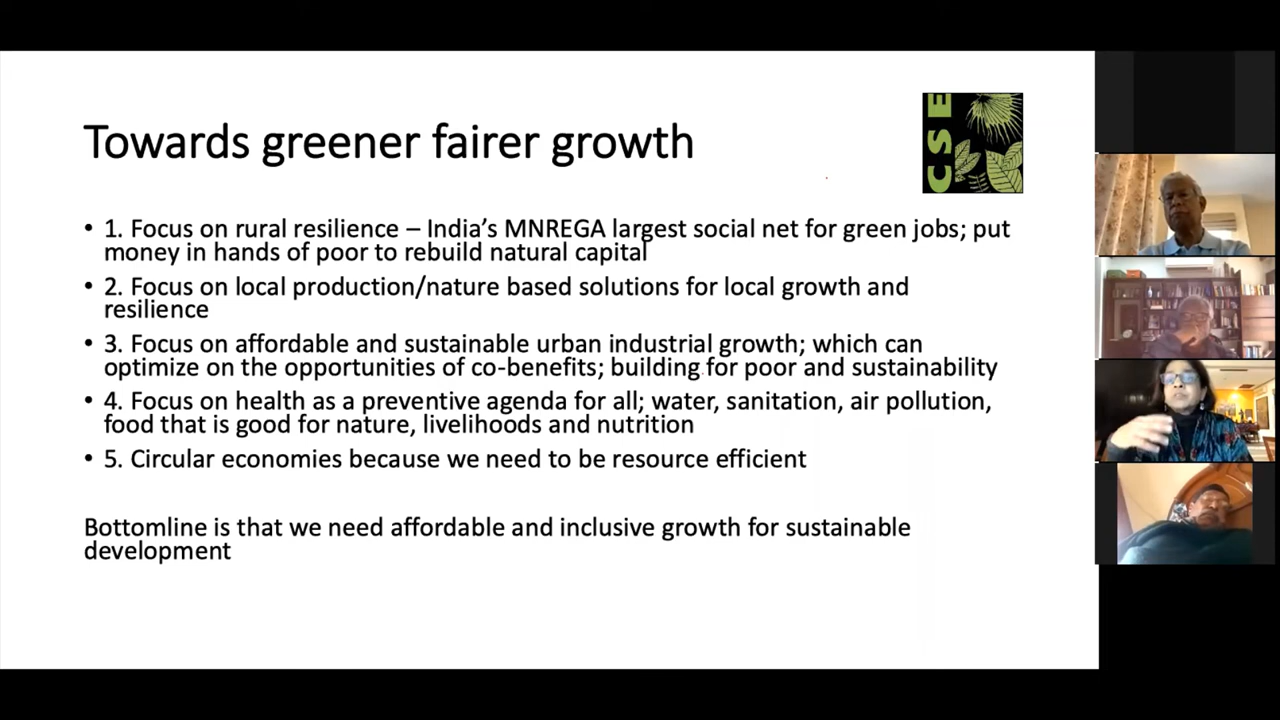 Towards greener fairer growth
CSE
• 1. Focus on rural resilience – India's MNREGA largest social net for green jobs; put
money in hands of poor to rebuild natural capital
• 2. Focus on local production/nature based solutions for local growth and
resilience
• 3. Focus on affordable and sustainable urban industrial growth; which can
optimize on the opportunities of co-benefits; building for poor and sustainability
• 4. Focus on health as a preventive agenda for all; water, sanitation, air pollution,
food that is good for nature, livelihoods and nutrition
• 5. Circular economies because we need to be resource efficient
Bottomline is that we need affordable and inclusive growth for sustainable
development